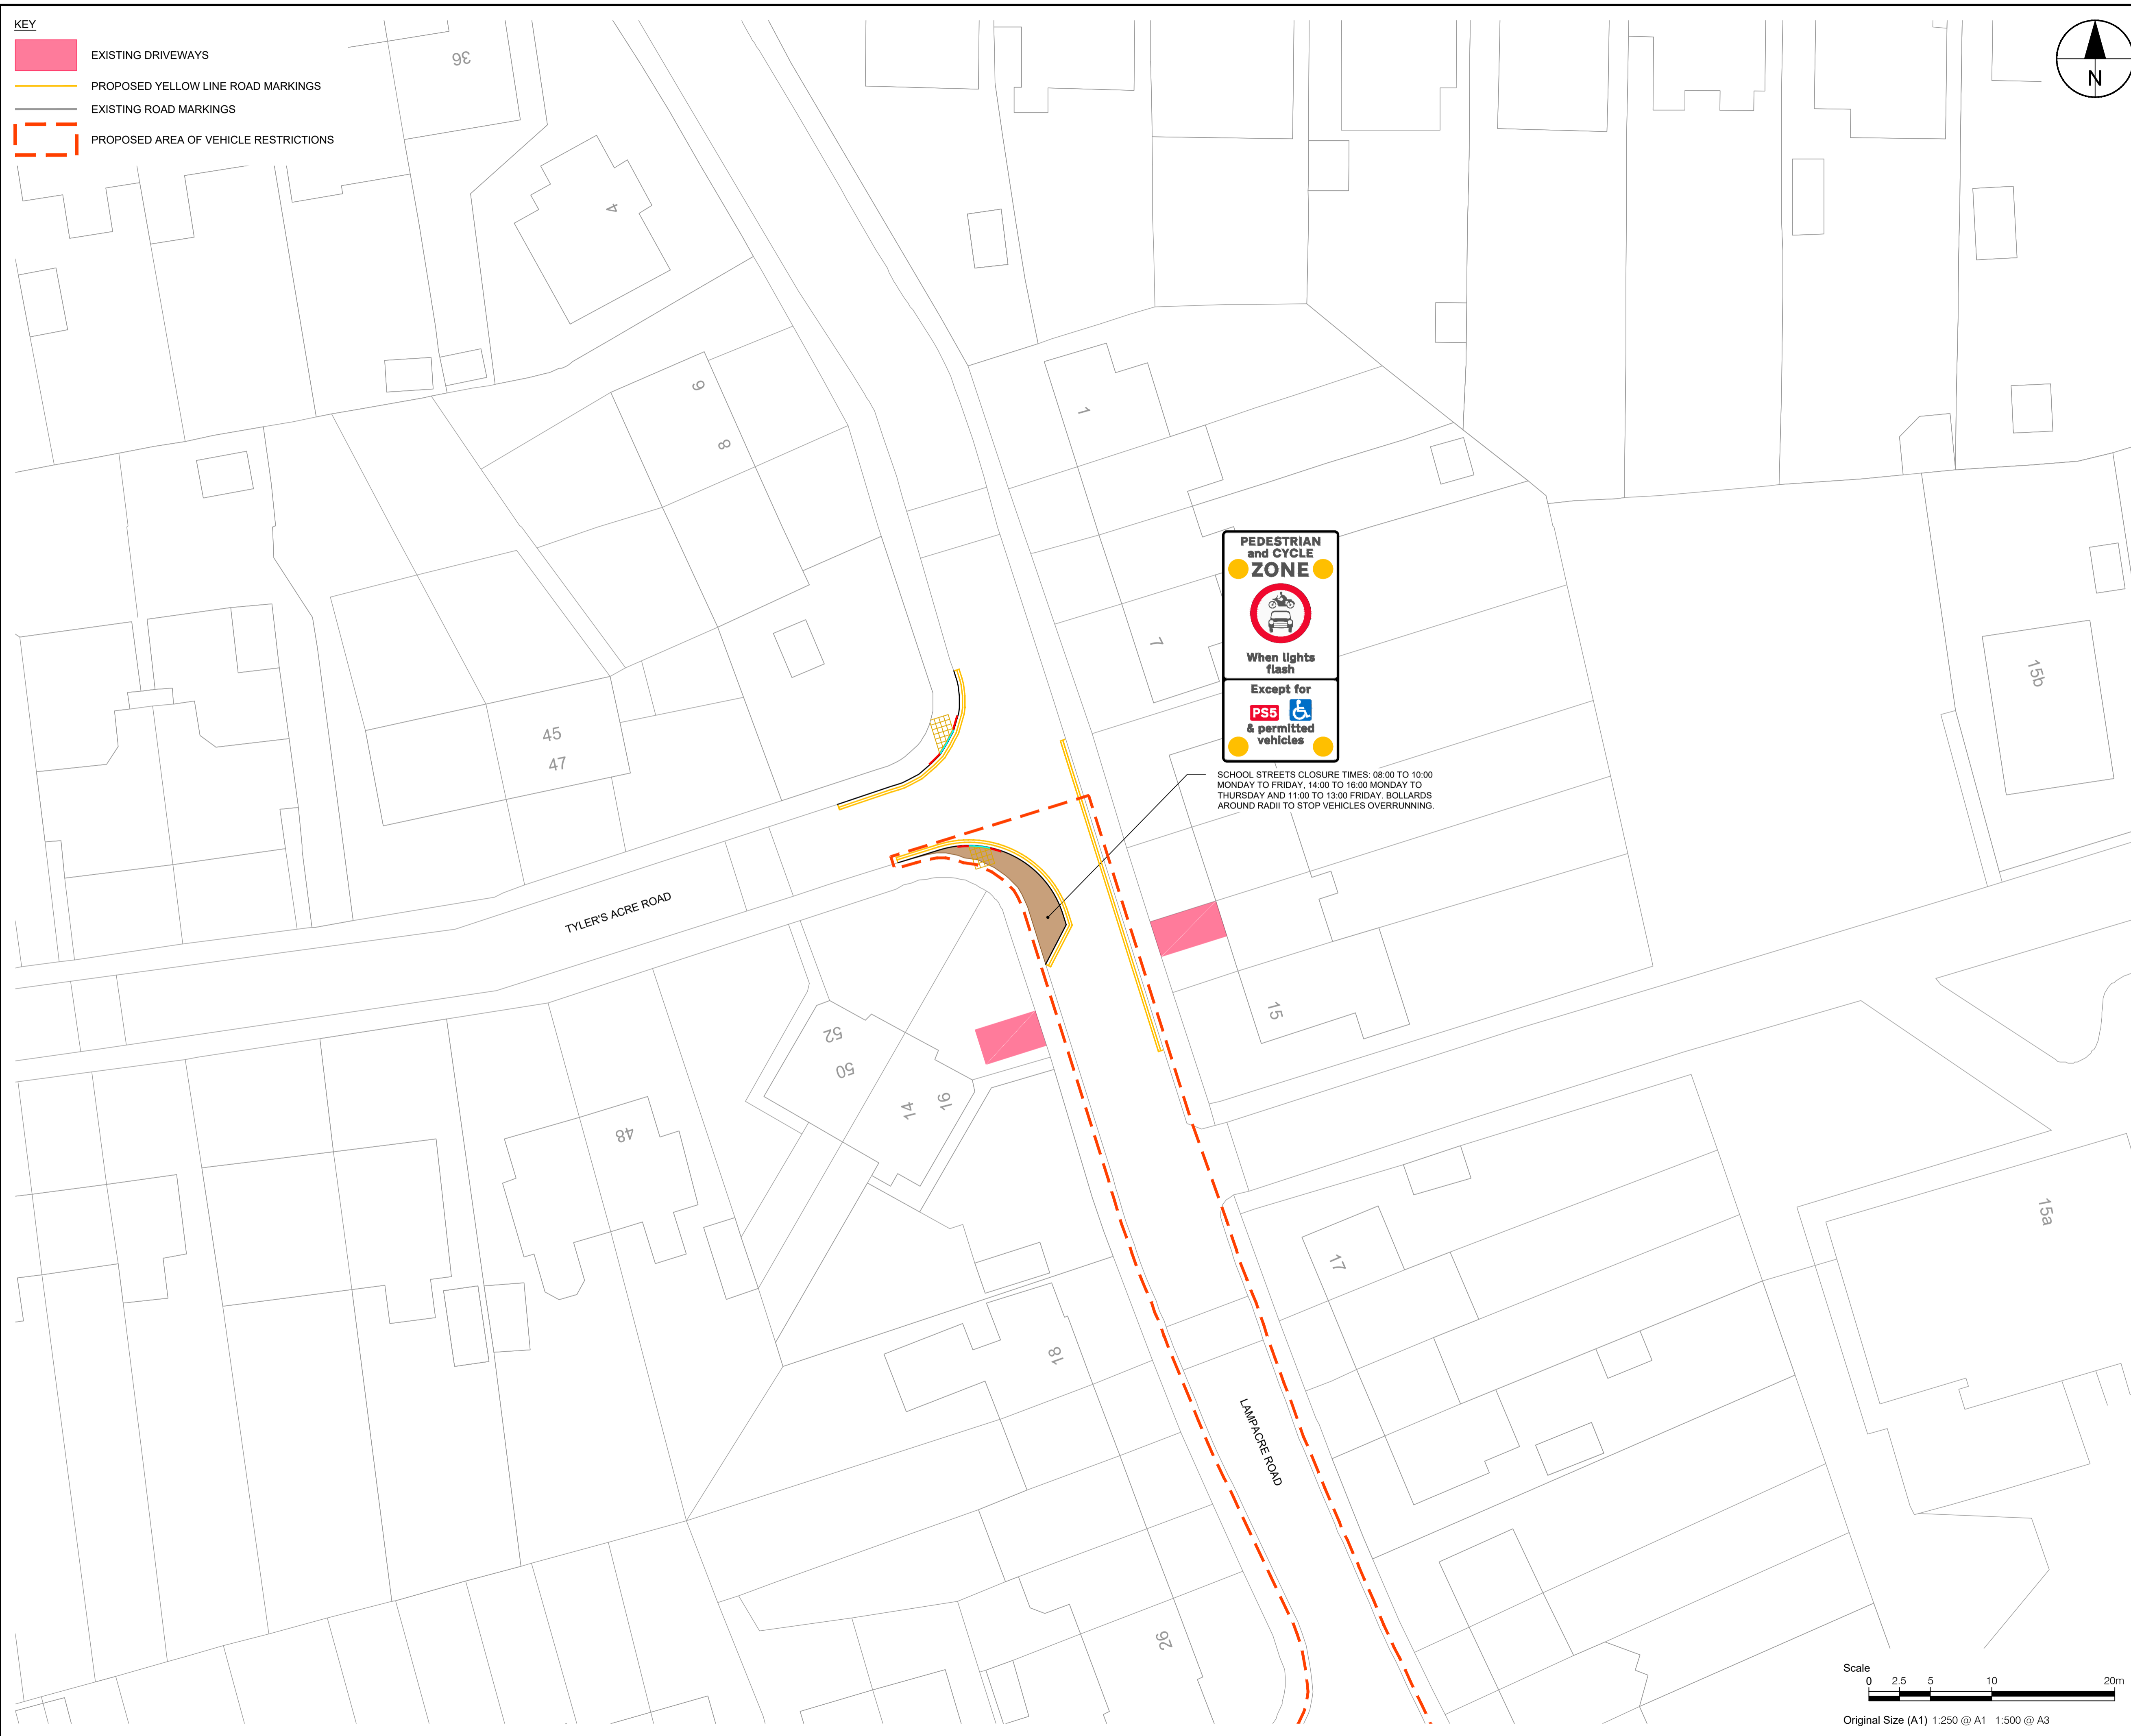 KEY
EXISTING DRIVEWAYS
PROPOSED YELLOW LINE ROAD MARKINGS
EXISTING ROAD MARKINGS
PROPOSED AREA OF VEHICLE RESTRICTIONS
N
36
4
6
8
1
7
45
47
PEDESTRIAN
and CYCLE
ZONE
When lights
flash
Except for
PS5
& permitted
vehicles
SCHOOL STREETS CLOSURE TIMES: 08:00 TO 10:00
MONDAY TO FRIDAY, 14:00 TO 16:00 MONDAY TO
THURSDAY AND 11:00 TO 13:00 FRIDAY. BOLLARDS
AROUND RADII TO STOP VEHICLES OVERRUNNING.
15b
TYLER'S ACRE ROAD
52
50
14
16
48
15
17
15a
18
LAMPACRE ROAD
26
Scale
0 2.5 5 10 20m
Original Size (A1) 1:250 @ A1 1:500 @ A3